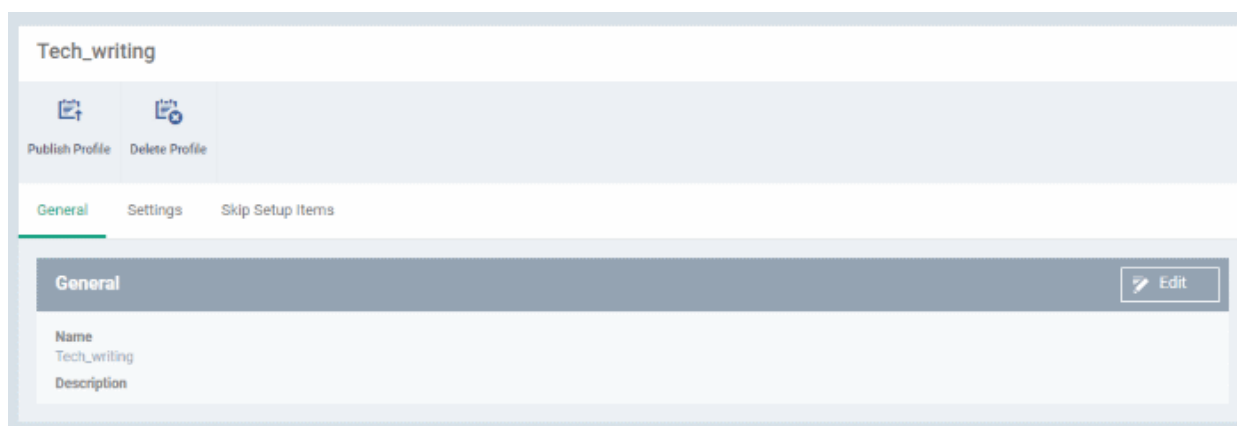 Tech_writing
Publish Profile Delete Profile
General Settings Skip Setup Items
General Edit
Name
Tech_writing
Description